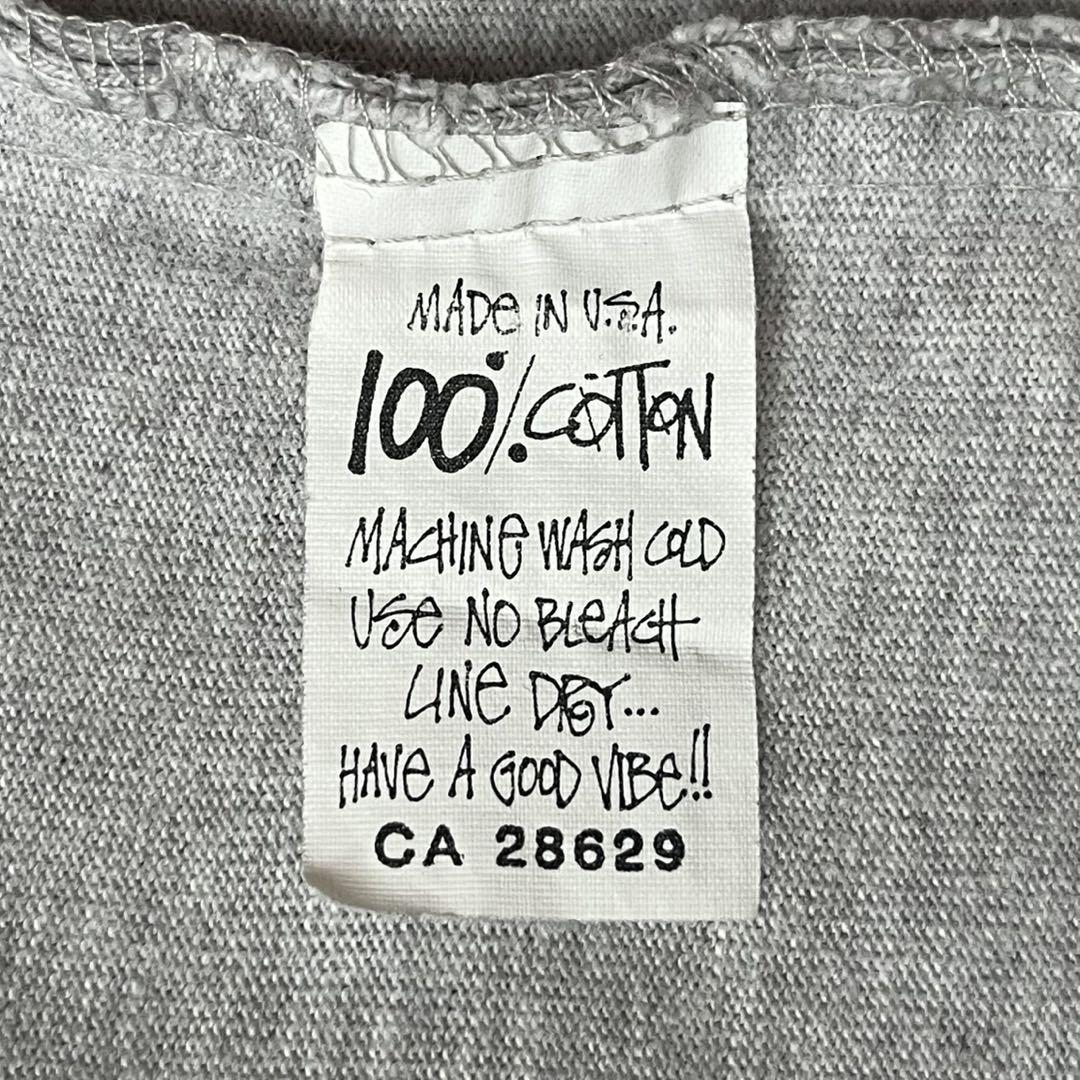 MADe IN U.S.A.
100% COTTON
MACHINe WASH COLD
USe NO BLeACH
LINe DRY...
HAVe A GOOD VIBe!!
CA 28629